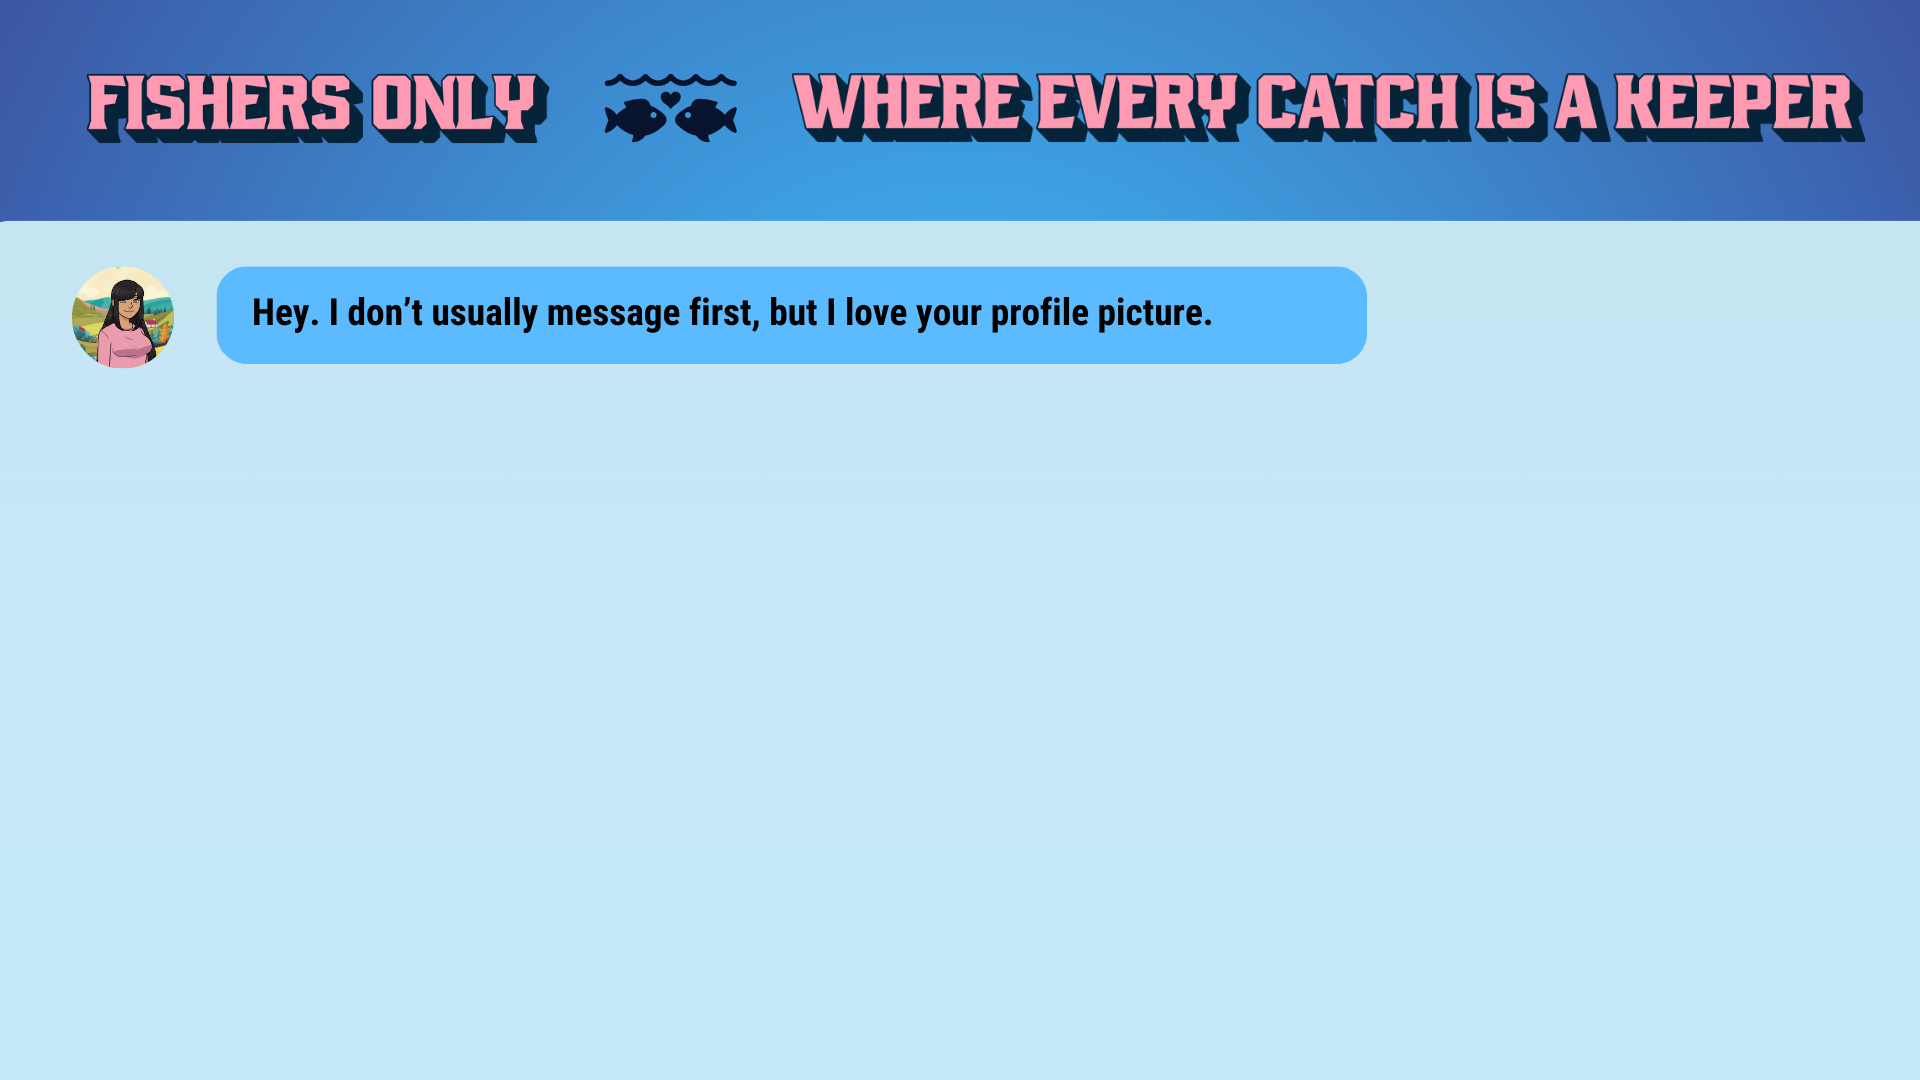 FISHERS ONLY WHERE EVERY CATCH IS A KEEPER
Hey. I don’t usually message first, but I love your profile picture.